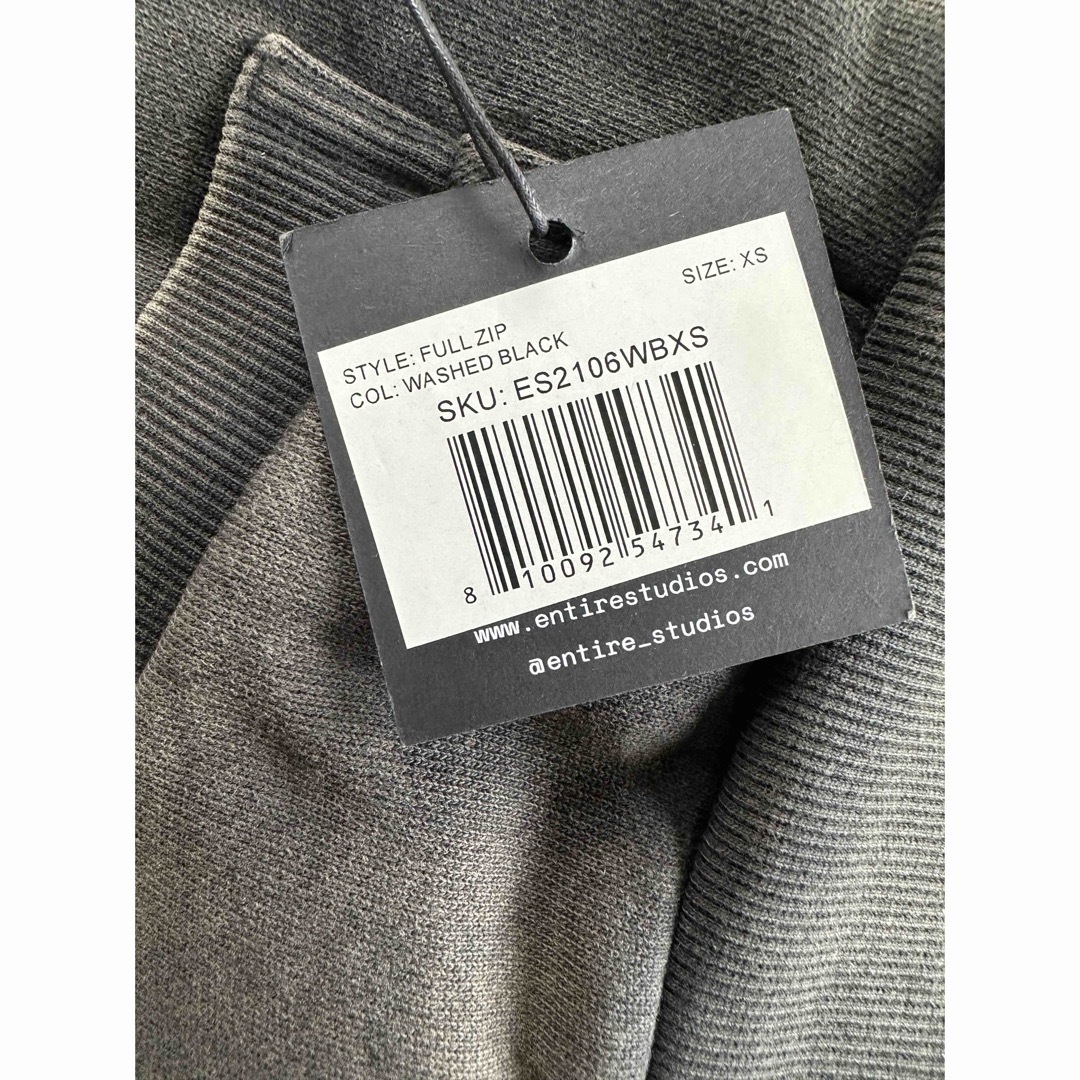 SIZE: XS
STYLE: FULL ZIP
COL: WASHED BLACK
SKU: ES2106WBXS
8 10092 54734 1
www.entirestudios.com
@entire_studios